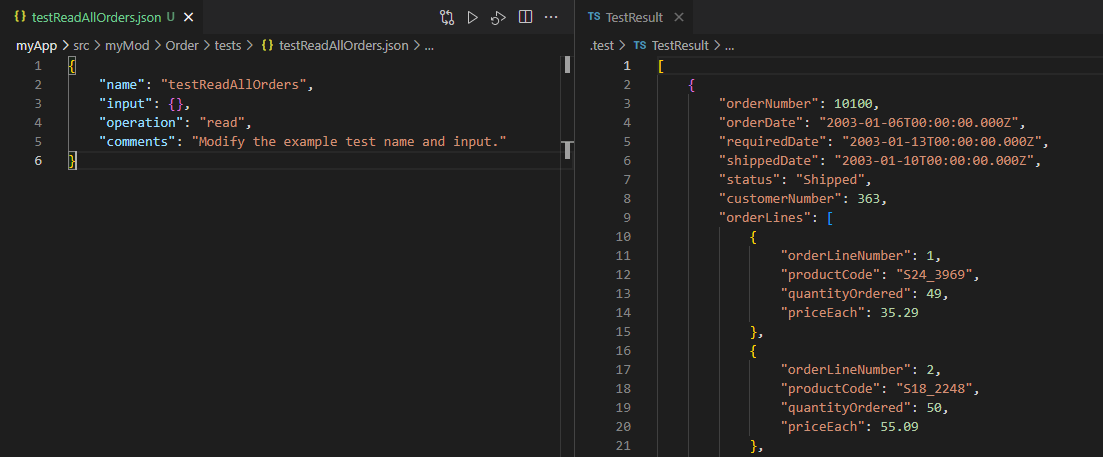 {} testReadAllOrders.json U ×
myApp > src > myMod > Order > tests > {} testReadAllOrders.json > ...
1 {
2 "name": "testReadAllOrders",
3 "input": {},
4 "operation": "read",
5 "comments": "Modify the example test name and input."
6 }
TS TestResult ×
.test > TS TestResult > ...
1 [
2 {
3 "orderNumber": 10100,
4 "orderDate": "2003-01-06T00:00:00.000Z",
5 "requiredDate": "2003-01-13T00:00:00.000Z",
6 "shippedDate": "2003-01-10T00:00:00.000Z",
7 "status": "Shipped",
8 "customerNumber": 363,
9 "orderLines": [
10 {
11 "orderLineNumber": 1,
12 "productCode": "S24_3969",
13 "quantityOrdered": 49,
14 "priceEach": 35.29
15 },
16 {
17 "orderLineNumber": 2,
18 "productCode": "S18_2248",
19 "quantityOrdered": 50,
20 "priceEach": 55.09
21 },